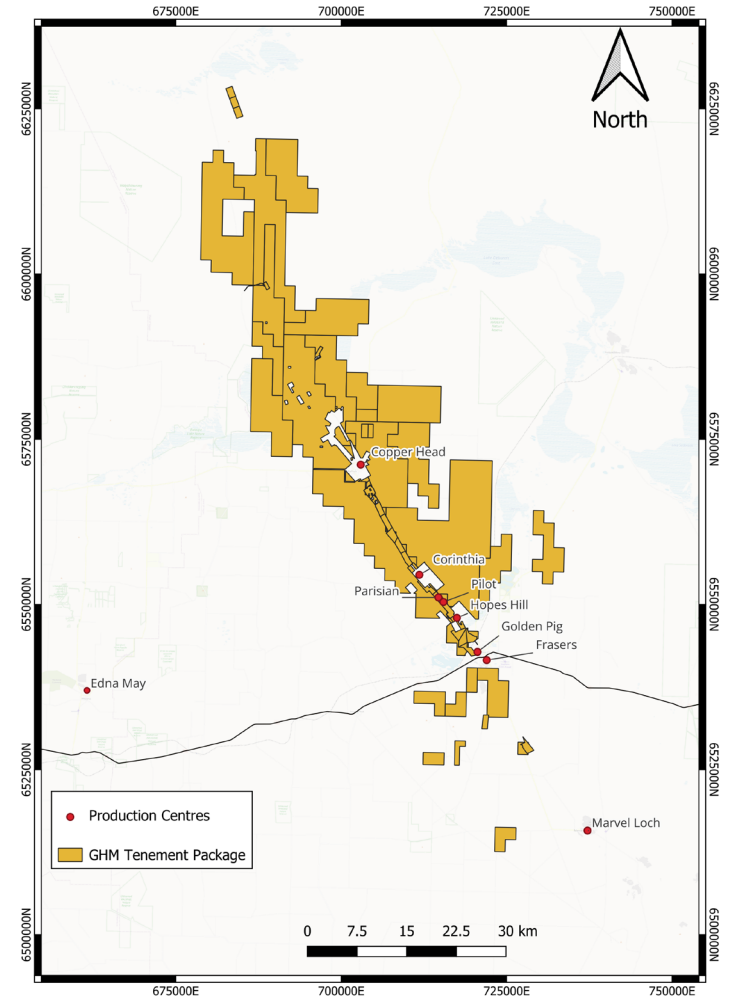 675000E 700000E 725000E 750000E
North
6625000N 6625000N
6600000N 6600000N
6575000N 6575000N
Copper Head
Corinthia
Parisian
Pilot
6550000N 6550000N
Hopes Hill
Golden Pig
Frasers
Edna May
6525000N 6525000N
Production Centres
Marvel Loch
GHM Tenement Package
0 7.5 15 22.5 30 km
6500000N 6500000N
675000E 700000E 725000E 750000E